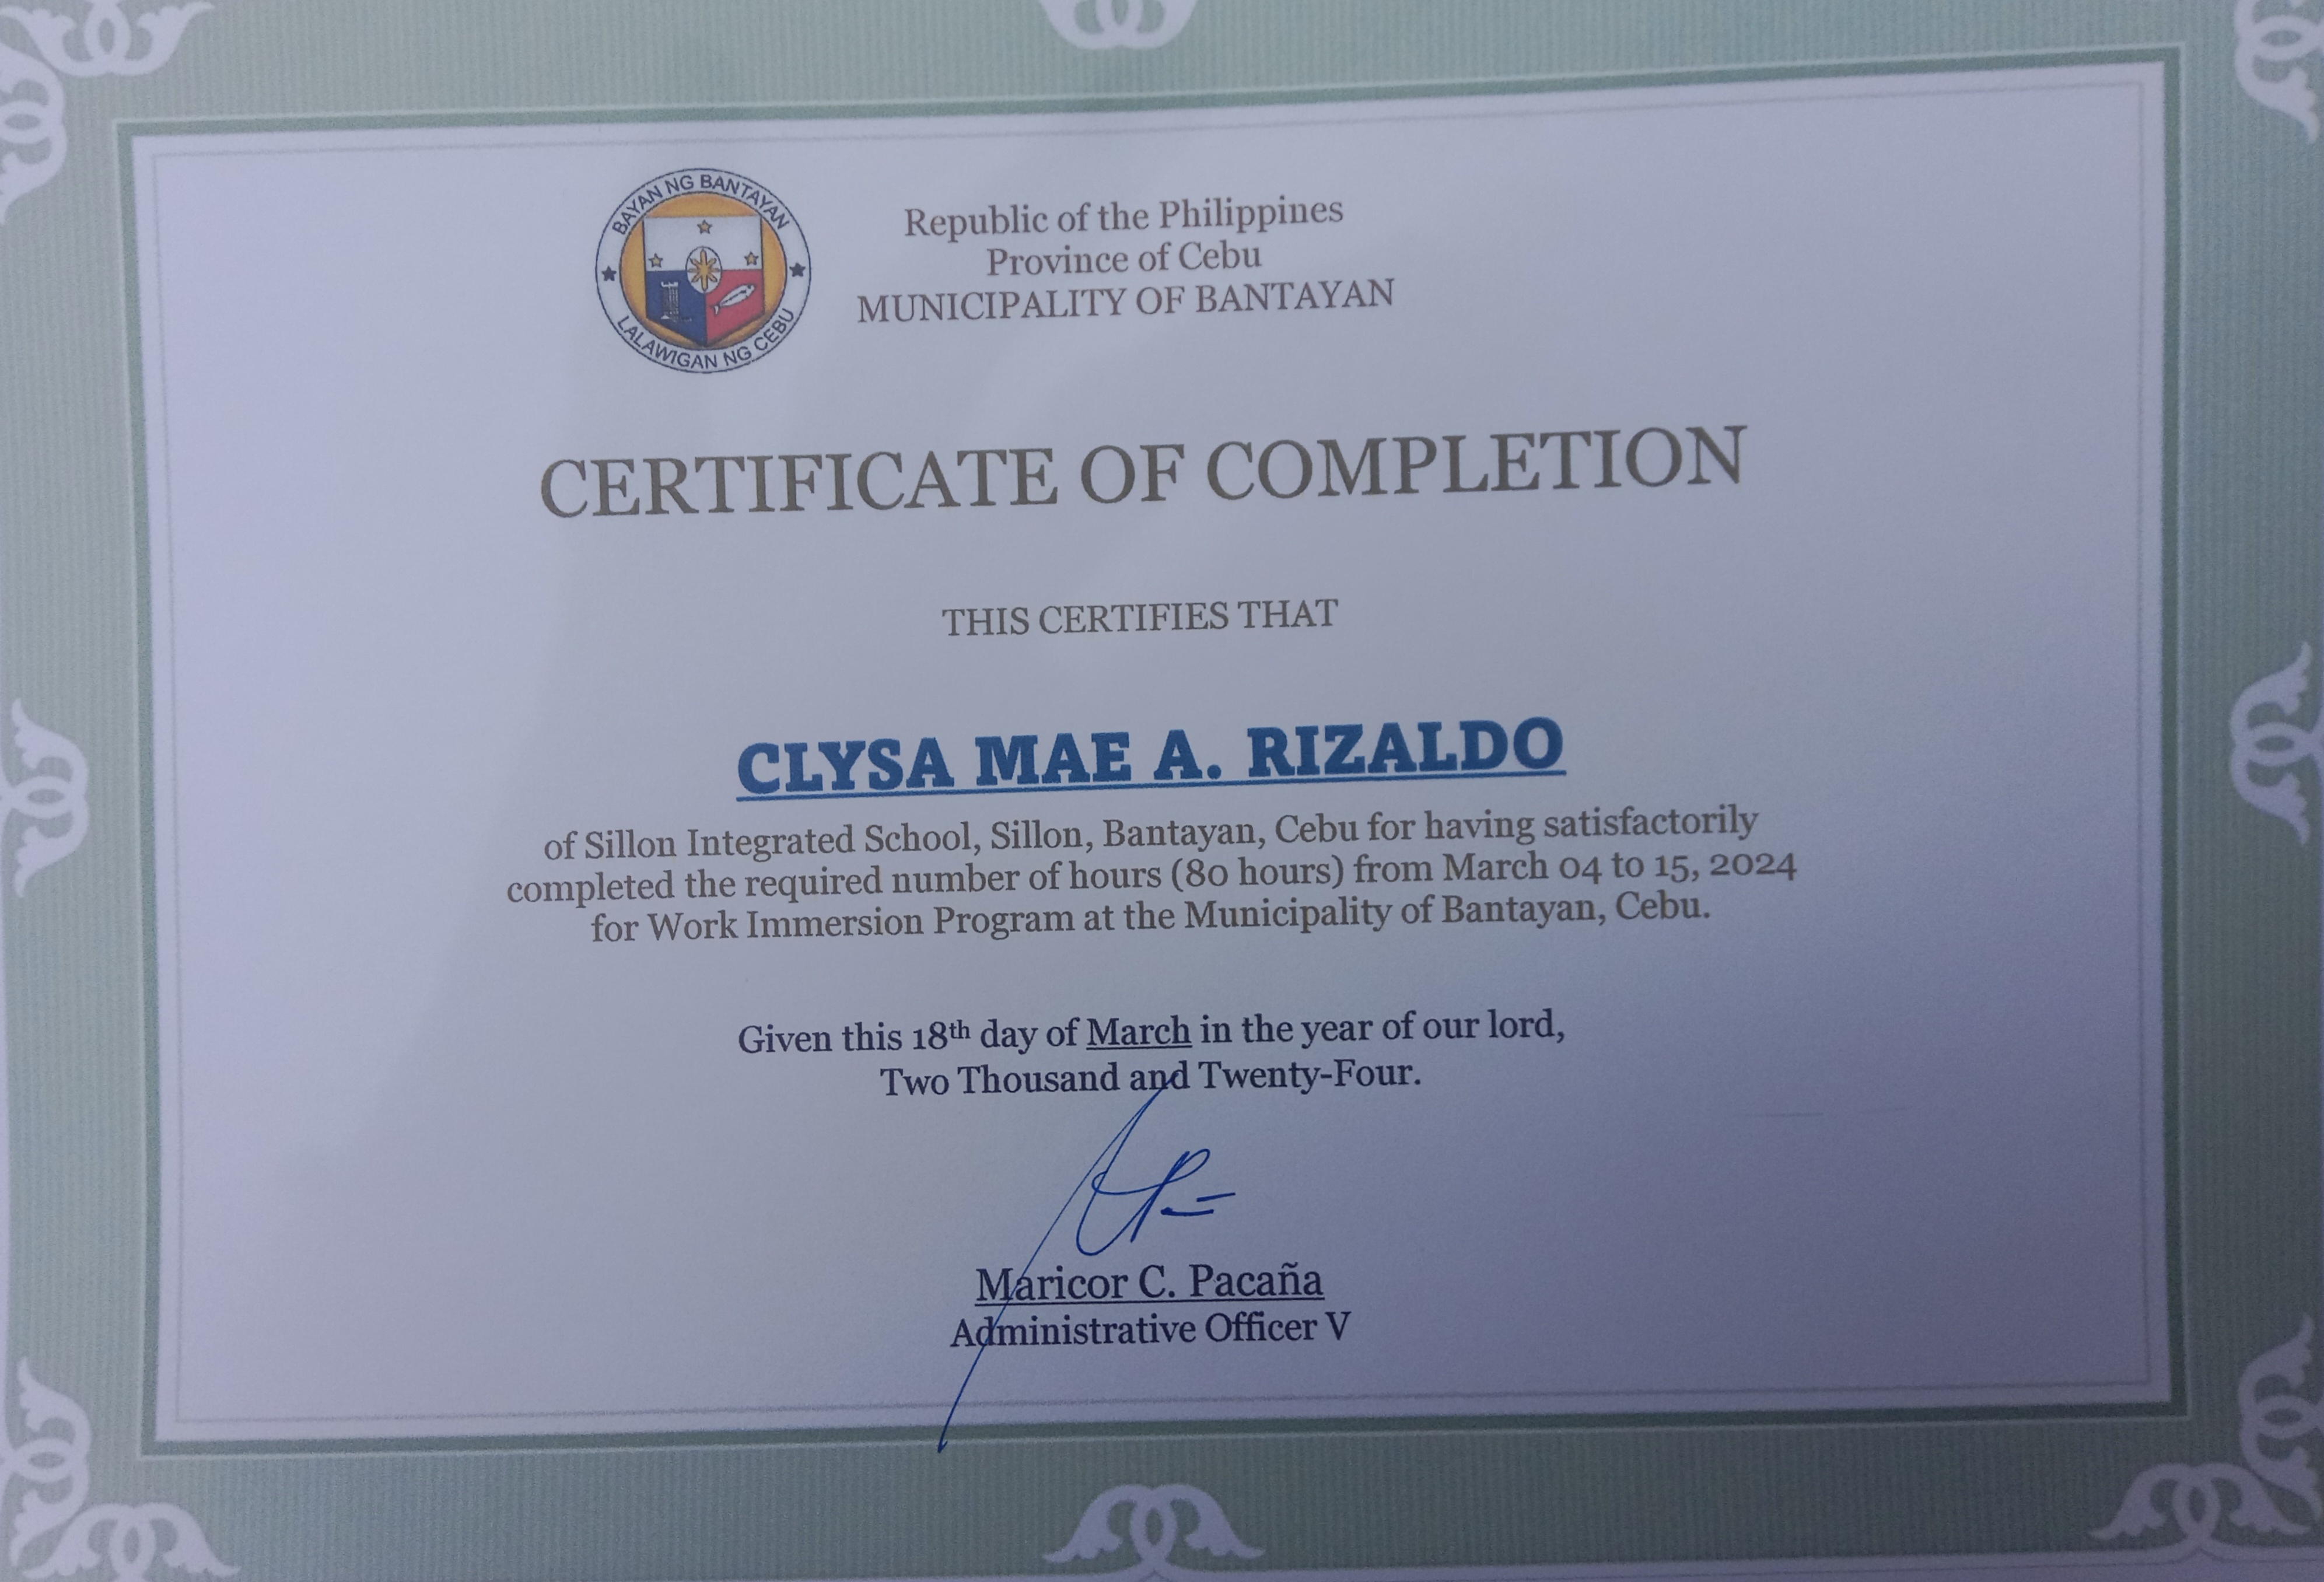 BAYAN NG BANTAYAN
LALAWIGAN NG CEBU
Republic of the Philippines
Province of Cebu
MUNICIPALITY OF BANTAYAN
CERTIFICATE OF COMPLETION
THIS CERTIFIES THAT
CLYSA MAE A. RIZALDO
of Sillon Integrated School, Sillon, Bantayan, Cebu for having satisfactorily
completed the required number of hours (80 hours) from March 04 to 15, 2024
for Work Immersion Program at the Municipality of Bantayan, Cebu.
Given this 18th day of March in the year of our lord,
Two Thousand and Twenty-Four.
Maricor C. Pacaña
Administrative Officer V